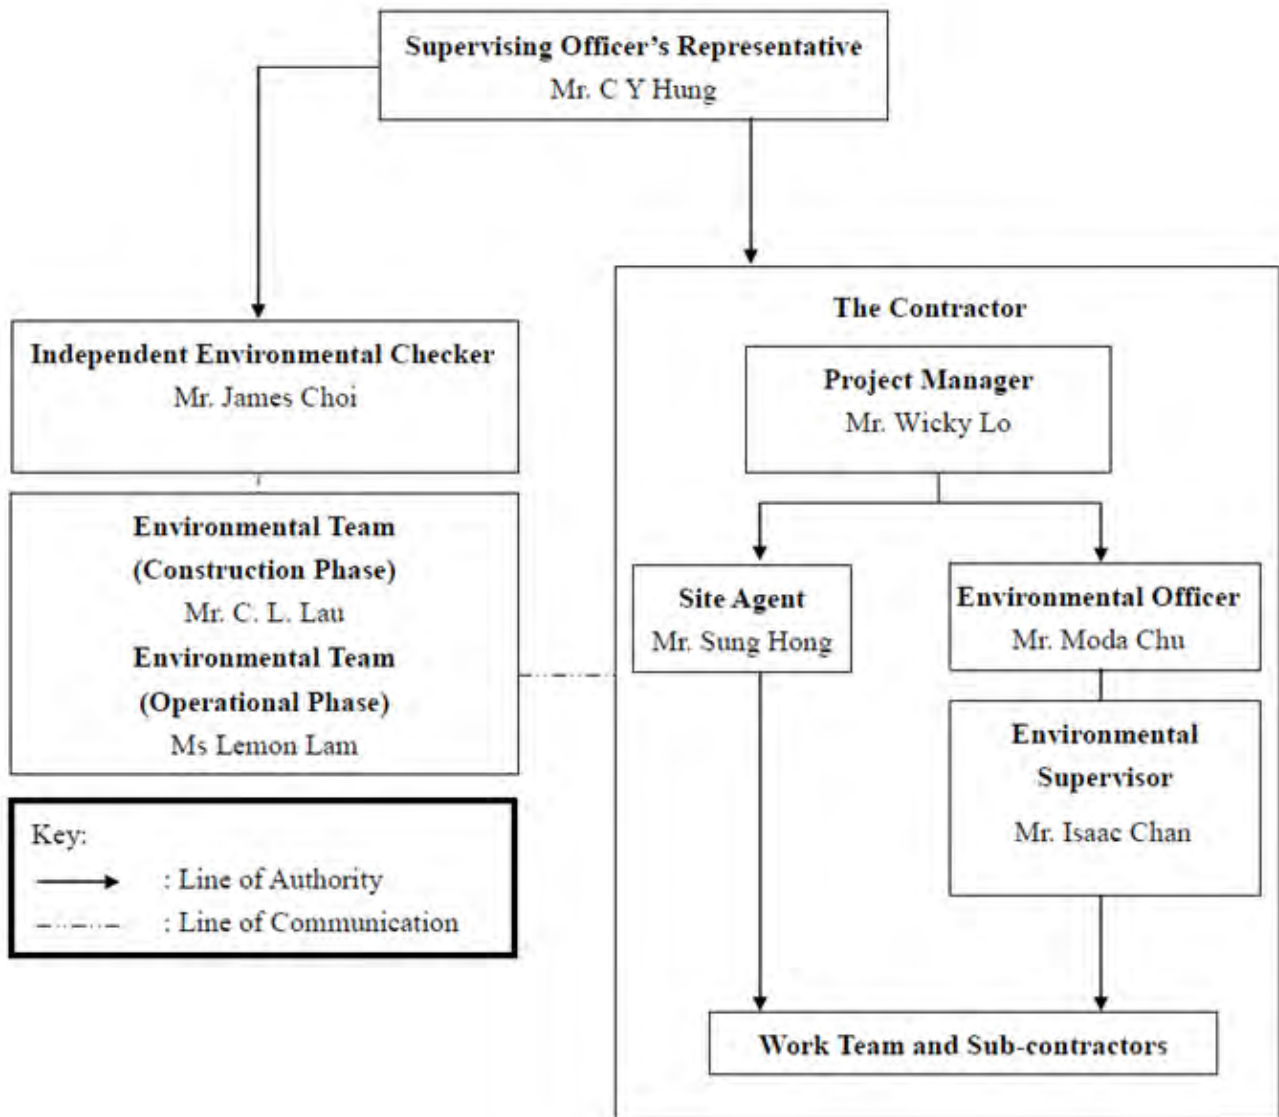 Supervising Officer’s Representative
Mr. C Y Hung
Independent Environmental Checker
Mr. James Choi
Environmental Team
(Construction Phase)
Mr. C. L. Lau
Environmental Team
(Operational Phase)
Ms Lemon Lam
Key:
: Line of Authority
: Line of Communication
The Contractor
Project Manager
Mr. Wicky Lo
Site Agent
Mr. Sung Hong
Environmental Officer
Mr. Moda Chu
Environmental
Supervisor
Mr. Isaac Chan
Work Team and Sub-contractors